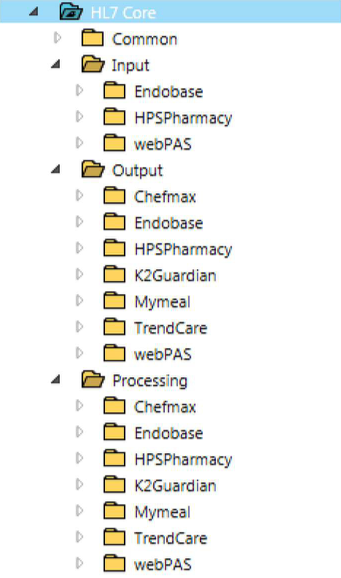 HL7 Core
Common
Input
Endobase
HPSPharmacy
webPAS
Output
Chefmax
Endobase
HPSPharmacy
K2Guardian
Mymeal
TrendCare
webPAS
Processing
Chefmax
Endobase
HPSPharmacy
K2Guardian
Mymeal
TrendCare
webPAS